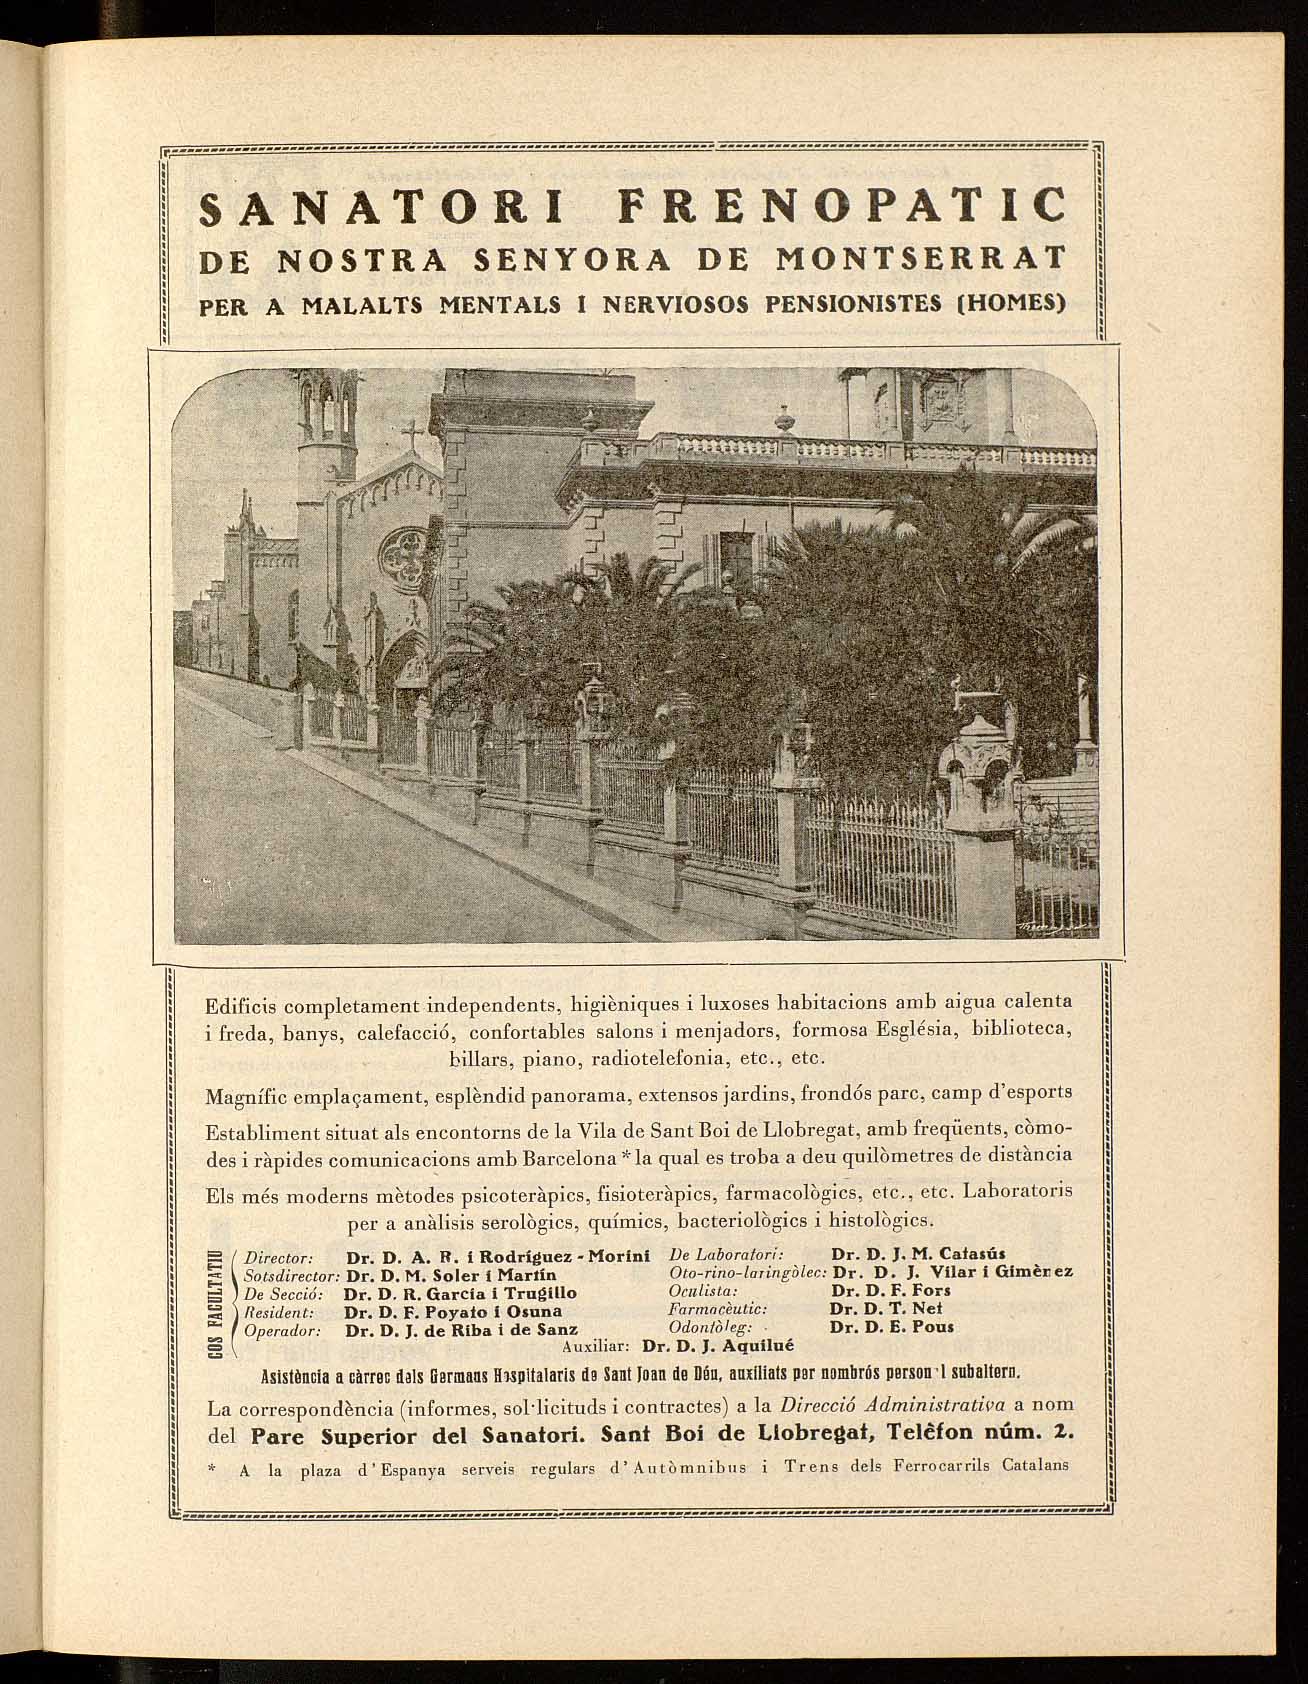 SANATORI FRENOPATIC
DE NOSTRA SENYORA DE MONTSERRAT
PER A MALALTS MENTALS I NERVIOSOS PENSIONISTES (HOMES)
Edificis completament independents, higièniques i luxoses habitacions amb aigua calenta
i freda, banys, calefacció, confortables salons i menjadors, formosa Església, biblioteca,
billars, piano, radiotelefonia, etc., etc.
Magnífic emplaçament, esplèndid panorama, extensos jardins, frondós parc, camp d'esports
Establiment situat als encontorns de la Vila de Sant Boi de Llobregat, amb freqüents, còmo-
des i ràpides comunicacions amb Barcelona * la qual es troba a deu quilòmetres de distància
Els més moderns mètodes psicoteràpics, fisioteràpics, farmacològics, etc., etc. Laboratoris
per a anàlisis serològics, químics, bacteriològics i histològics.
COS FACULTATIU
Director: Dr. D. A. R. i Rodríguez - Morini
Sotsdirector: Dr. D. M. Soler i Martín
De Secció: Dr. D. R. García i Trugillo
Resident: Dr. D. F. Poyato i Osuna
Operador: Dr. D. J. de Riba i de Sanz
De Laboratori: Dr. D. J. M. Catasús
Oto-rino-laringòlec: Dr. D. J. Vilar i Gimènez
Oculista: Dr. D. F. Fors
Farmacèutic: Dr. D. T. Net
Odontòleg: Dr. D. E. Pous
Auxiliar: Dr. D. J. Aquilué
Asistència a càrrec dels Germans Hospitalaris de Sant Joan de Déu, auxiliats per nombrós personal subaltern.
La correspondència (informes, sol·licituds i contractes) a la Direcció Administrativa a nom
del Pare Superior del Sanatori. Sant Boi de Llobregat, Telèfon núm. 2.
* A la plaza d'Espanya serveis regulars d'Autòmnibus i Trens dels Ferrocarrils Catalans